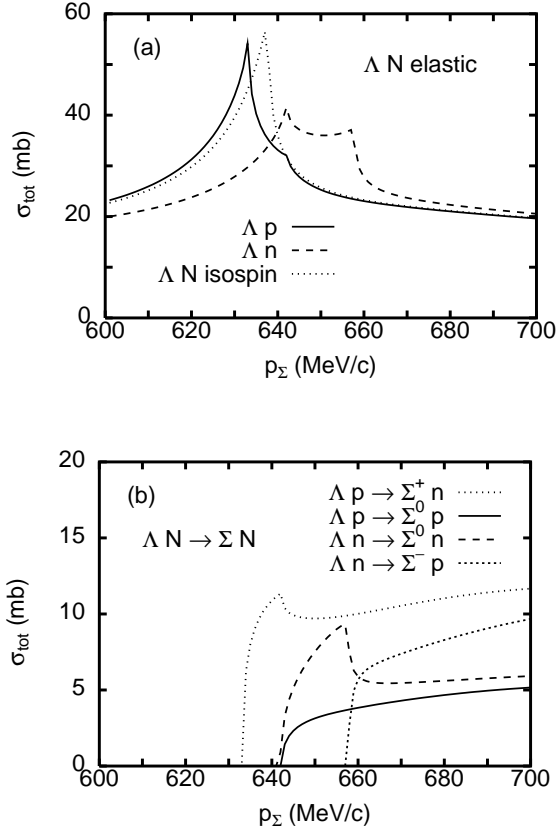 60
(a)
Λ N elastic
40
σtot (mb)
20
Λ p
Λ n
Λ N isospin
0
600 620 640 660 680 700
pΣ (MeV/c)
20
(b)
Λ p → Σ+ n
Λ p → Σ0 p
Λ n → Σ0 n
Λ n → Σ− p
Λ N → Σ N
15
10
σtot (mb)
5
0
600 620 640 660 680 700
pΣ (MeV/c)